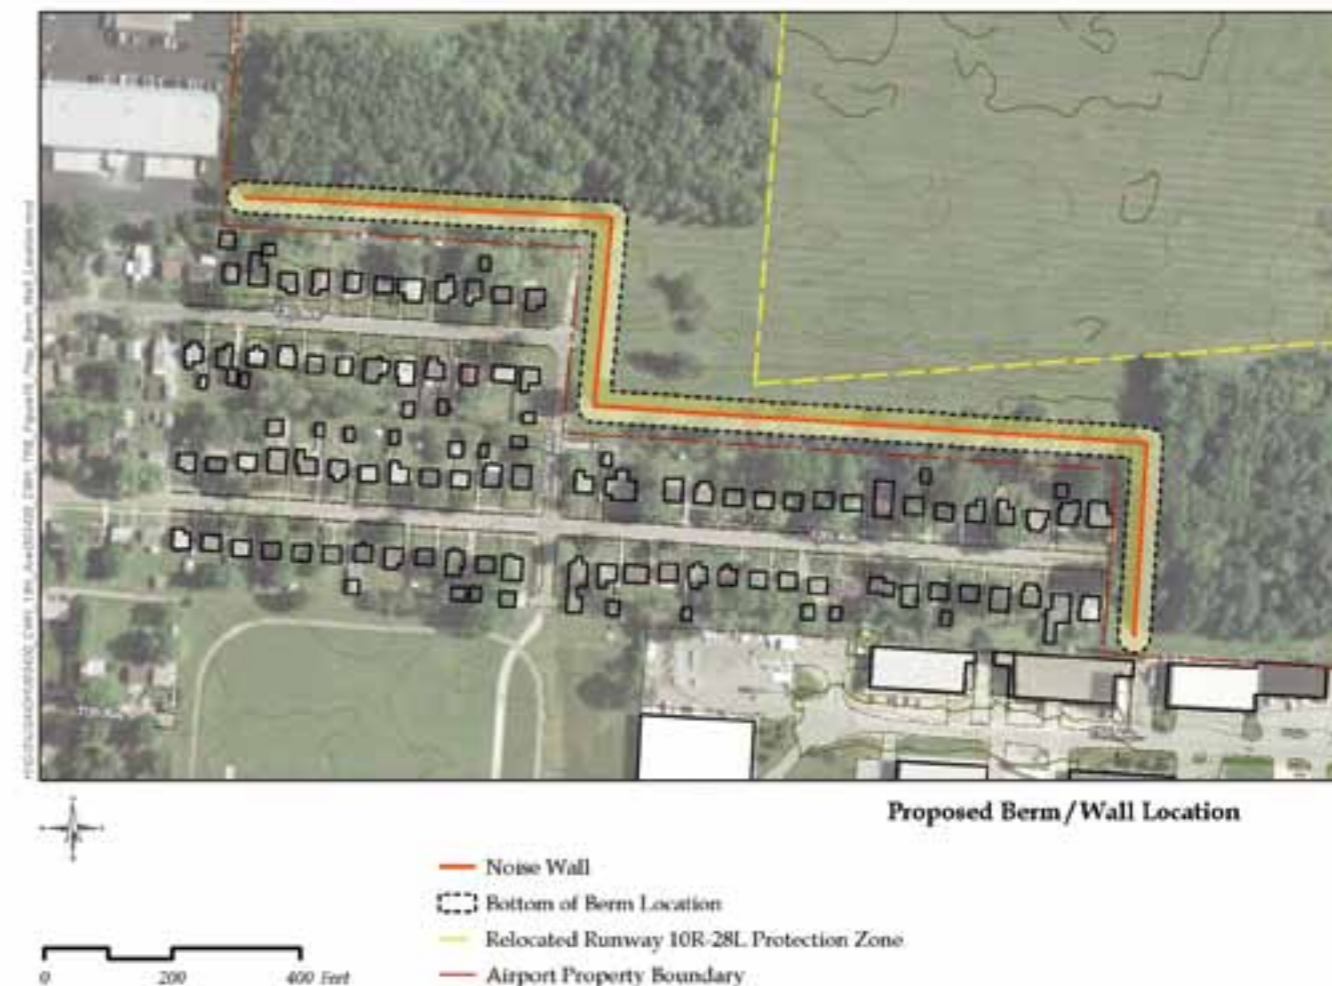 Proposed Berm/Wall Location
Noise Wall
Bottom of Berm Location
Relocated Runway 10R-28L Protection Zone
Airport Property Boundary
0 200 400 Feet